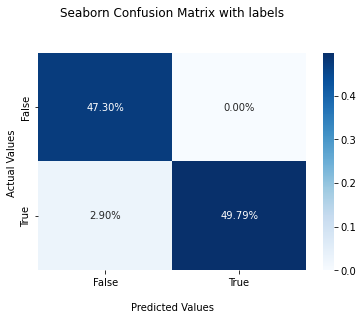 Seaborn Confusion Matrix with labels
Actual Values
False
True
47.30%
0.00%
2.90%
49.79%
False
True
Predicted Values
0.4
0.3
0.2
0.1
0.0